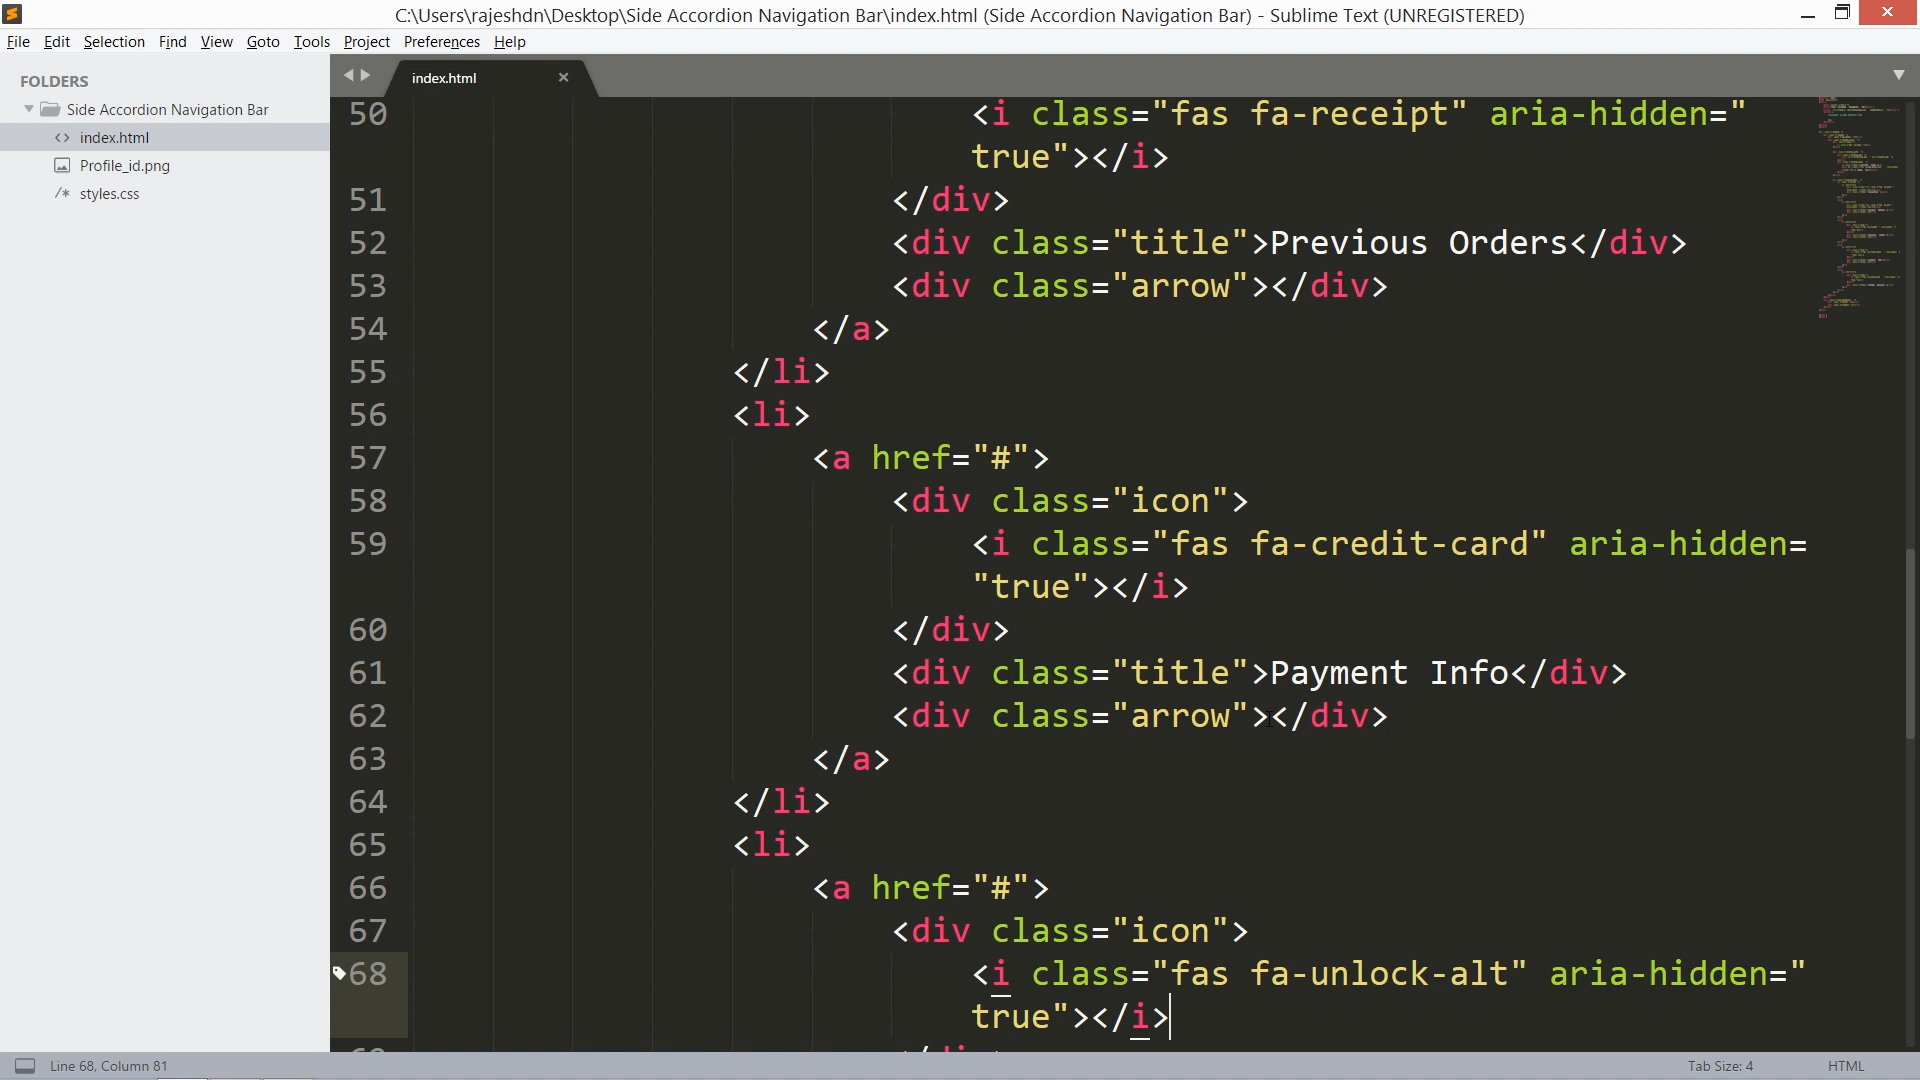 C:\Users\rajeshdn\Desktop\Side Accordion Navigation Bar\index.html (Side Accordion Navigation Bar) - Sublime Text (UNREGISTERED)
File Edit Selection Find View Goto Tools Project Preferences Help
FOLDERS
Side Accordion Navigation Bar
<> index.html
Profile_id.png
/* styles.css
index.html
50 <i class="fas fa-receipt" aria-hidden="
true"></i>
51 </div>
52 <div class="title">Previous Orders</div>
53 <div class="arrow"></div>
54 </a>
55 </li>
56 <li>
57 <a href="#">
58 <div class="icon">
59 <i class="fas fa-credit-card" aria-hidden=
"true"></i>
60 </div>
61 <div class="title">Payment Info</div>
62 <div class="arrow"></div>
63 </a>
64 </li>
65 <li>
66 <a href="#">
67 <div class="icon">
68 <i class="fas fa-unlock-alt" aria-hidden="
true"></i>
Line 68, Column 81
Tab Size: 4
HTML